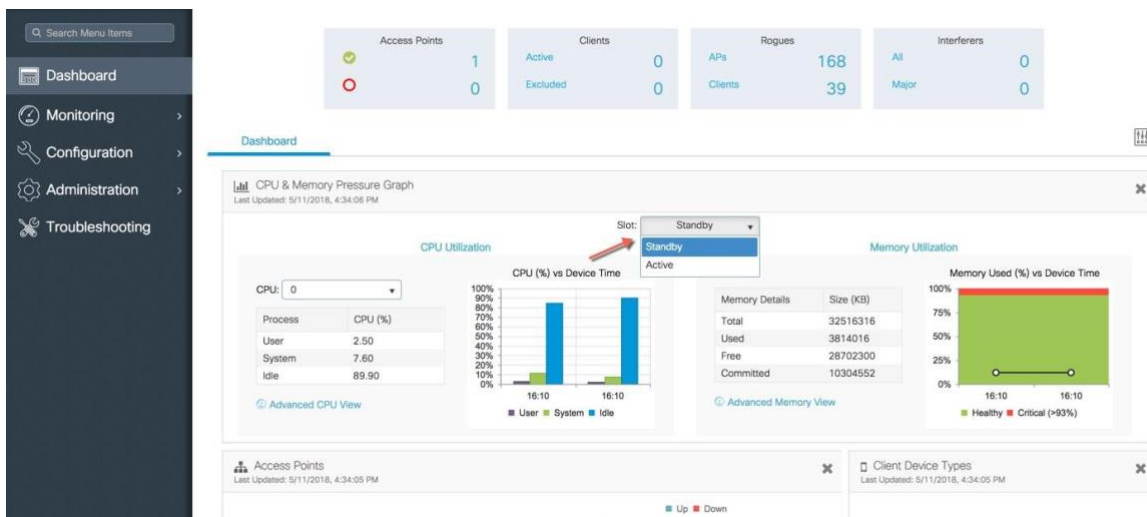 Search Menu Items
Dashboard
Monitoring
Configuration
Administration
Troubleshooting
Access Points
1
0
Clients
Active 0
Excluded 0
Rogues
APs 168
Clients 39
Interferers
All 0
Major 0
Dashboard
CPU & Memory Pressure Graph
Last Updated: 5/11/2018, 4:34:06 PM
Slot: Standby
Standby
Active
CPU Utilization
CPU: 0
Process CPU (%)
User 2.50
System 7.60
Idle 89.90
Advanced CPU View
CPU (%) vs Device Time
100%
90%
80%
70%
60%
50%
40%
30%
20%
10%
0%
16:10 16:10
User System Idle
Memory Utilization
Memory Details Size (KB)
Total 32516316
Used 3814016
Free 28702300
Committed 10304552
Advanced Memory View
Memory Used (%) vs Device Time
100%
75%
50%
25%
0%
16:10 16:10
Healthy Critical (>93%)
Access Points
Last Updated: 5/11/2018, 4:34:05 PM
Up Down
Client Device Types
Last Updated: 5/11/2018, 4:34:05 PM